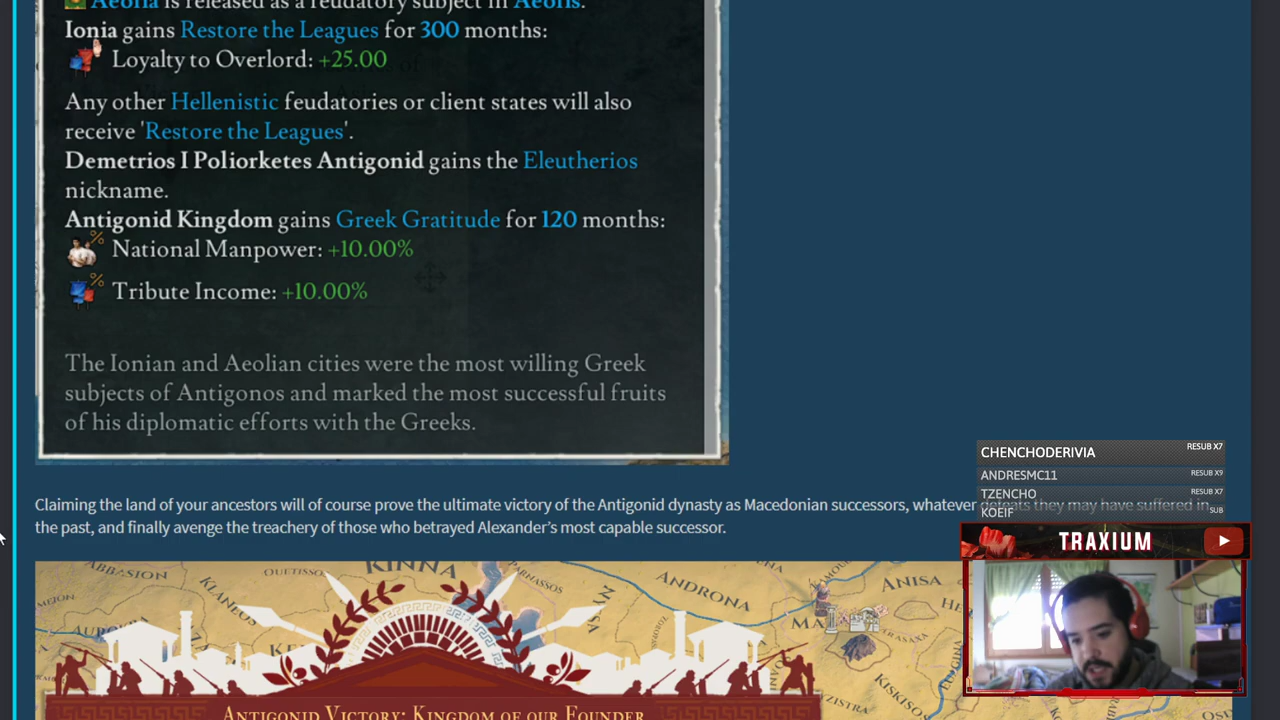 Aeolia is released as a feudatory subject in Aeolis.
Ionia gains Restore the Leagues for 300 months:
Loyalty to Overlord: +25.00
Any other Hellenistic feudatories or client states will also
receive 'Restore the Leagues'.
Demetrios I Poliorketes Antigonid gains the Eleutherios
nickname.
Antigonid Kingdom gains Greek Gratitude for 120 months:
National Manpower: +10.00%
Tribute Income: +10.00%
The Ionian and Aeolian cities were the most willing Greek
subjects of Antigonos and marked the most successful fruits
of his diplomatic efforts with the Greeks.
CHENCHODERIVIA RESUB X7
ANDRESMC11 RESUB X9
TZENCHO RESUB X7
KOEIF SUB
Claiming the land of your ancestors will of course prove the ultimate victory of the Antigonid dynasty as Macedonian successors, whatever defeats they may have suffered in
the past, and finally avenge the treachery of those who betrayed Alexander's most capable successor.
TRAXIUM
ABBASION
OUETISSO
KINNA
PARNASSOS
ANDRONA
ANISA
KLANEOS
KISKISO
ANTIGONID VICTORY: KINGDOM OF OUR FOUNDER